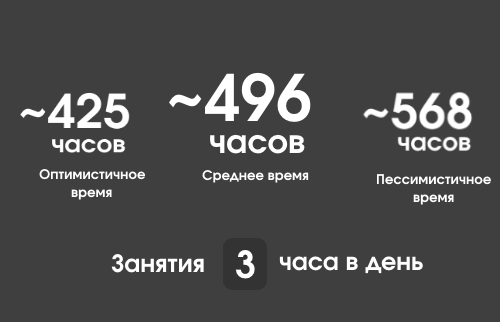 ~425
часов
Оптимистичное
время
~496
часов
Среднее время
~568
часов
Пессимистичное
время
Занятия 3 часа в день